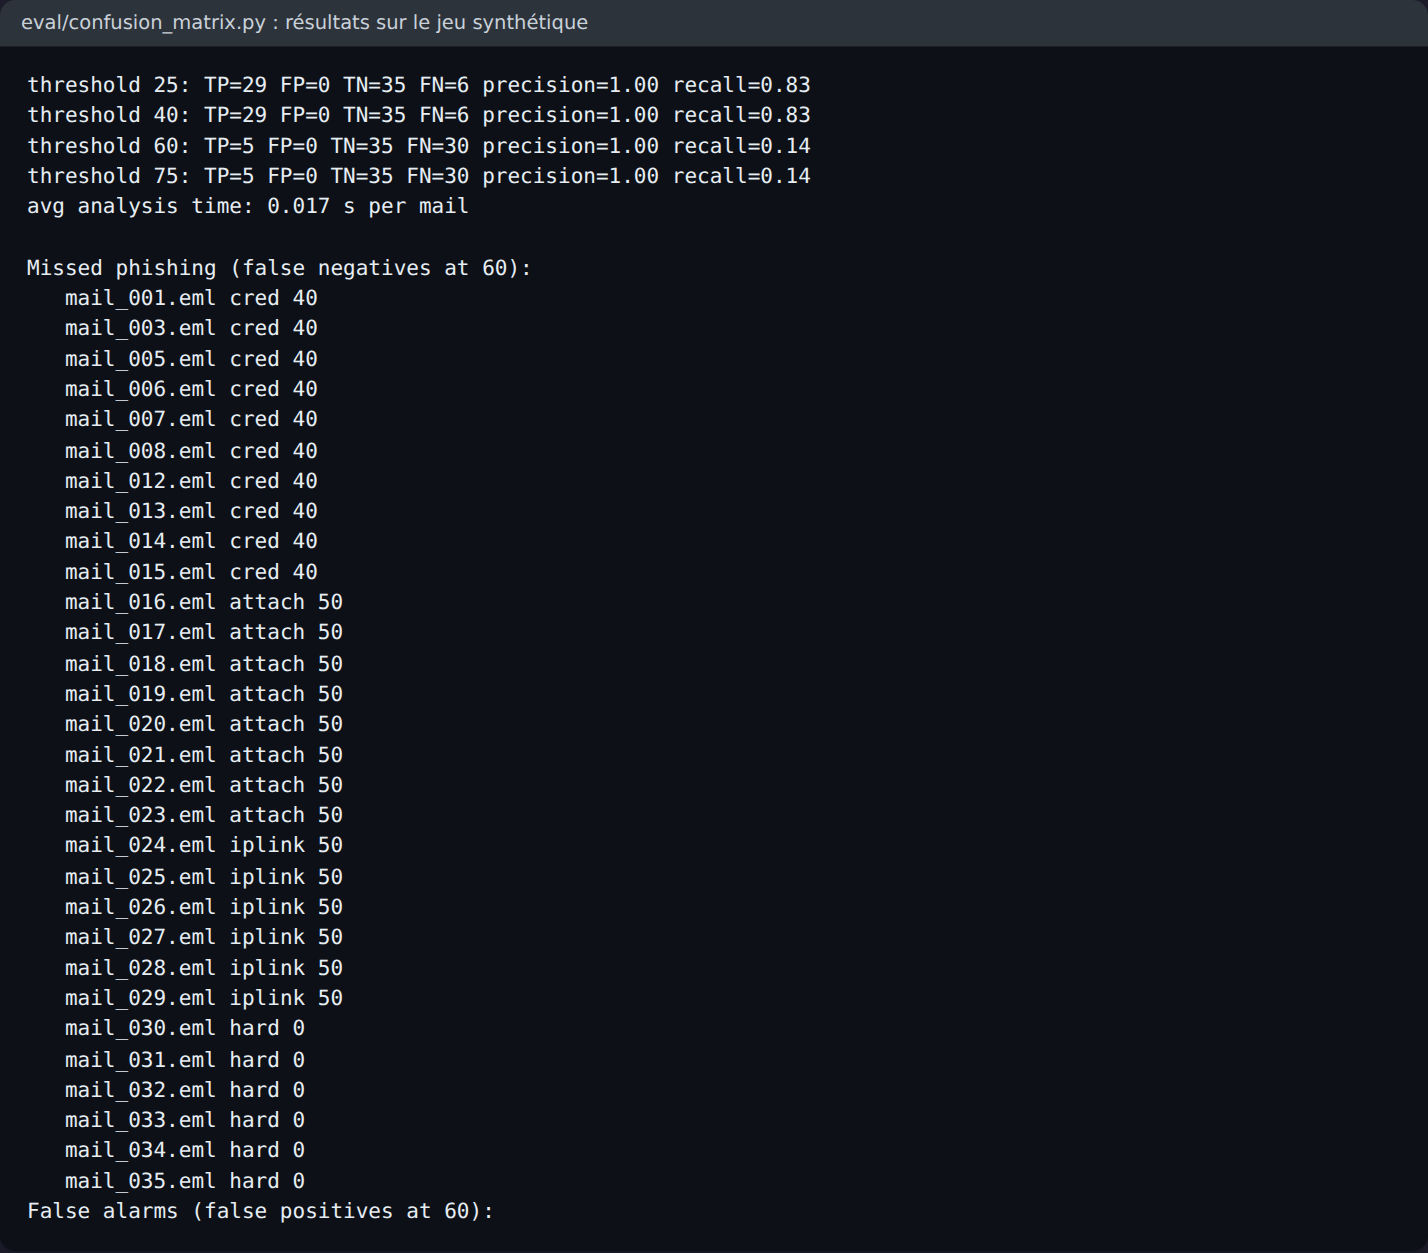 eval/confusion_matrix.py : résultats sur le jeu synthétique
threshold 25: TP=29 FP=0 TN=35 FN=6 precision=1.00 recall=0.83
threshold 40: TP=29 FP=0 TN=35 FN=6 precision=1.00 recall=0.83
threshold 60: TP=5 FP=0 TN=35 FN=30 precision=1.00 recall=0.14
threshold 75: TP=5 FP=0 TN=35 FN=30 precision=1.00 recall=0.14
avg analysis time: 0.017 s per mail
Missed phishing (false negatives at 60):
mail_001.eml cred 40
mail_003.eml cred 40
mail_005.eml cred 40
mail_006.eml cred 40
mail_007.eml cred 40
mail_008.eml cred 40
mail_012.eml cred 40
mail_013.eml cred 40
mail_014.eml cred 40
mail_015.eml cred 40
mail_016.eml attach 50
mail_017.eml attach 50
mail_018.eml attach 50
mail_019.eml attach 50
mail_020.eml attach 50
mail_021.eml attach 50
mail_022.eml attach 50
mail_023.eml attach 50
mail_024.eml iplink 50
mail_025.eml iplink 50
mail_026.eml iplink 50
mail_027.eml iplink 50
mail_028.eml iplink 50
mail_029.eml iplink 50
mail_030.eml hard 0
mail_031.eml hard 0
mail_032.eml hard 0
mail_033.eml hard 0
mail_034.eml hard 0
mail_035.eml hard 0
False alarms (false positives at 60):